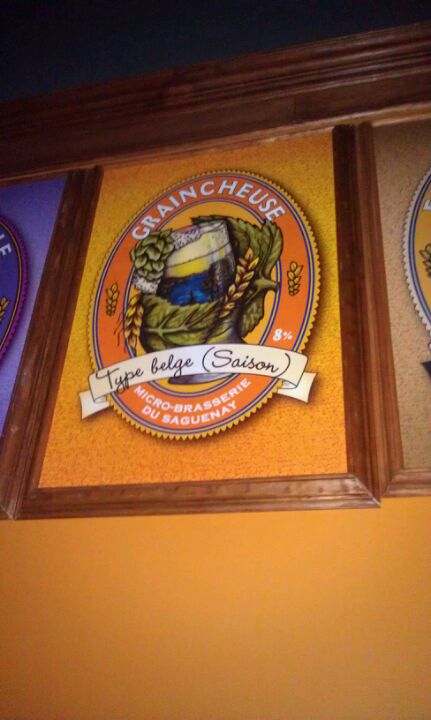 GRAINCHEUSE
8%
Type belge (Saison)
MICRO-BRASSERIE
DU SAGUENAY